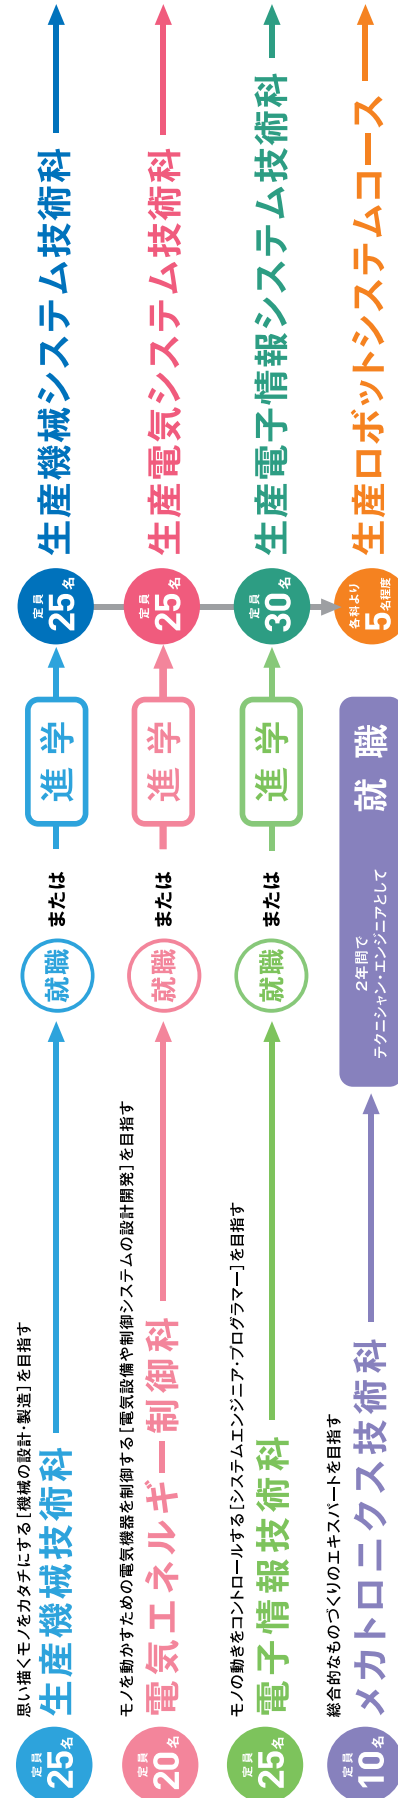 定員
25名
思い描くモノをカタチにする［機械の設計・製造］を目指す
生産機械技術科
就職
または
進学
定員
25名
生産機械システム技術科
定員
20名
モノを動かすための電気機器を制御する［電気設備や制御システムの設計開発］を目指す
電気エネルギー制御科
就職
または
進学
定員
25名
生産電気システム技術科
定員
25名
モノの動きをコントロールする［システムエンジニア・プログラマー］を目指す
電子情報技術科
就職
または
進学
定員
30名
生産電子情報システム技術科
定員
10名
総合的なものづくりのエキスパートを目指す
メカトロニクス技術科
2年間で
テクニシャン・エンジニアとして
就職
各科より
5名程度
生産ロボットシステムコース